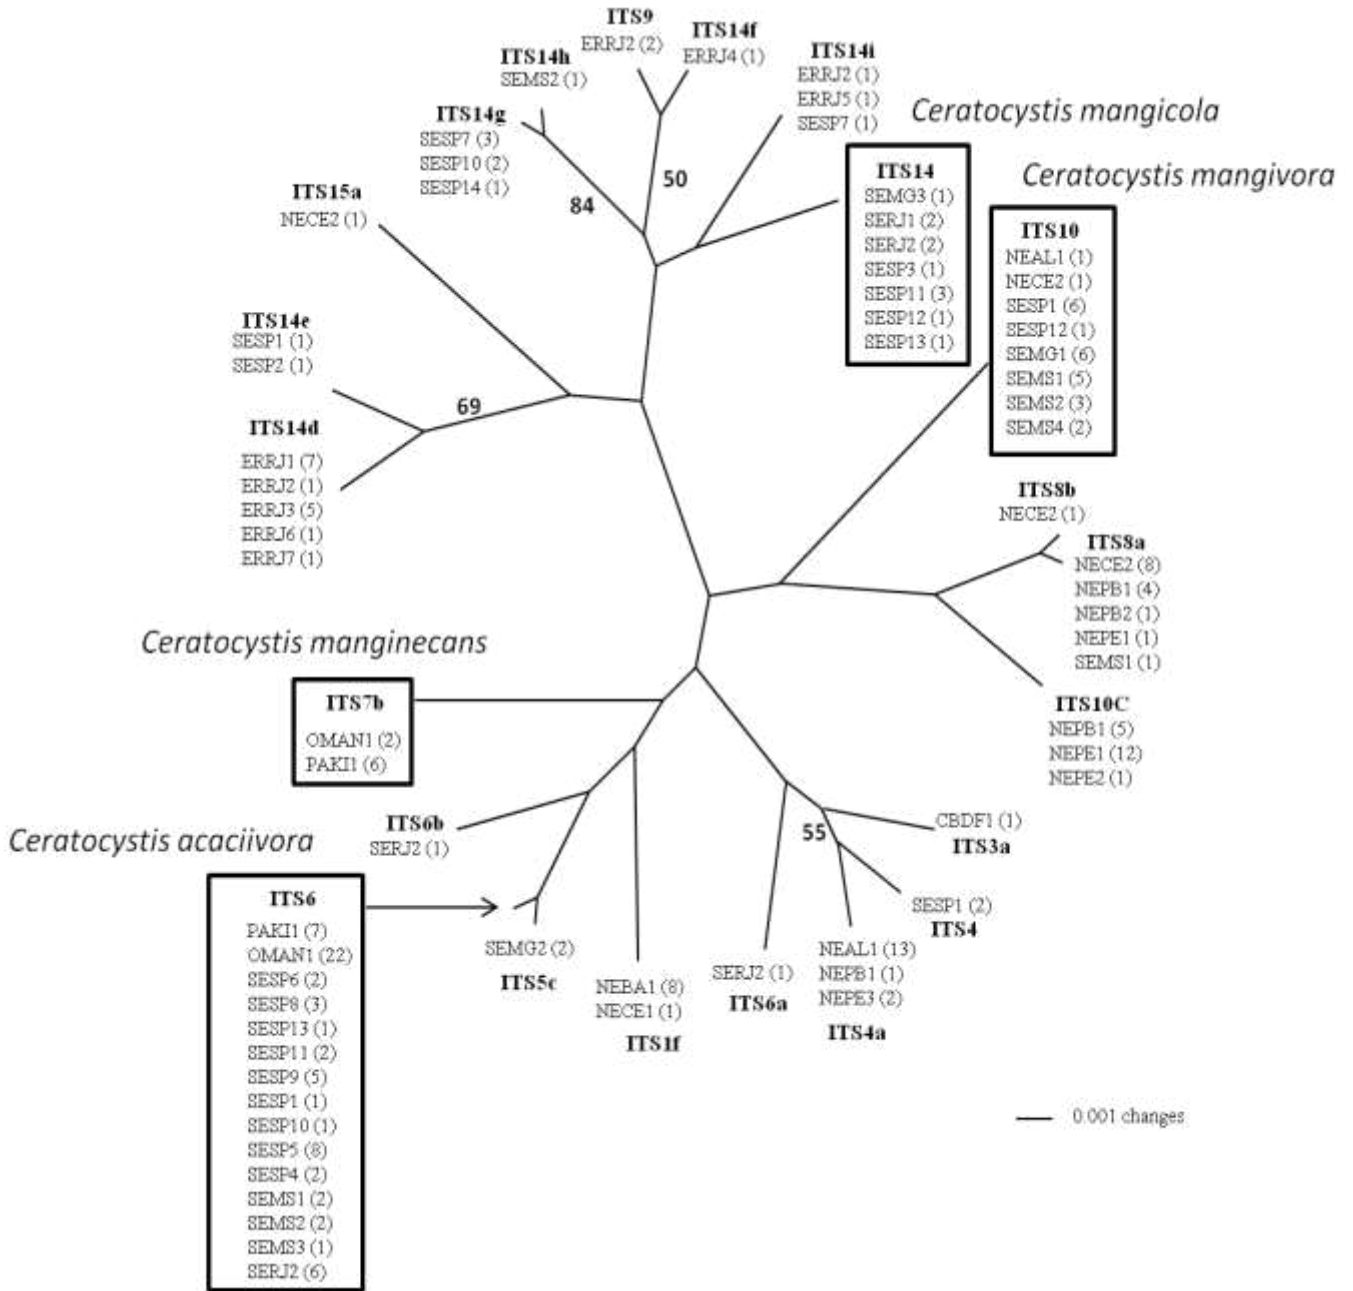 ITS9
ERRJ2 (2)
ITS14f
ERRJ4 (1)
ITS14h
SEMS2 (1)
ITS14i
ERRJ2 (1)
ERRJ5 (1)
SESP7 (1)
ITS14g
SESP7 (3)
SESP10 (2)
SESP14 (1)
Ceratocystis mangicola
ITS14
SEMG3 (1)
SERJ1 (2)
SERJ2 (2)
SESP3 (1)
SESP11 (3)
SESP12 (1)
SESP13 (1)
Ceratocystis mangivora
ITS10
NEAL1 (1)
NECE2 (1)
SESP1 (6)
SESP12 (1)
SEMG1 (6)
SEMS1 (5)
SEMS2 (3)
SEMS4 (2)
50
84
ITS15a
NECE2 (1)
ITS14e
SESP1 (1)
SESP2 (1)
69
ITS14d
ERRJ1 (7)
ERRJ2 (1)
ERRJ3 (5)
ERRJ6 (1)
ERRJ7 (1)
ITS8b
NECE2 (1)
ITS8a
NECE2 (8)
NEPB1 (4)
NEPB2 (1)
NEPE1 (1)
SEMS1 (1)
ITS10C
NEPB1 (5)
NEPE1 (12)
NEPE2 (1)
Ceratocystis manginecans
ITS7b
OMAN1 (2)
PAKI1 (6)
ITS6b
SERJ2 (1)
Ceratocystis acaciivora
ITS6
PAKI1 (7)
OMAN1 (22)
SESP6 (2)
SESP8 (3)
SESP13 (1)
SESP11 (2)
SESP9 (5)
SESP1 (1)
SESP10 (1)
SESP5 (8)
SESP4 (2)
SEMS1 (2)
SEMS2 (2)
SEMS3 (1)
SERJ2 (6)
SEMG2 (2)
ITS5c
NEBA1 (8)
NECE1 (1)
ITS1f
SERJ2 (1)
ITS6a
NEAL1 (13)
NEPB1 (1)
NEPE3 (2)
ITS4a
55
CBDF1 (1)
ITS3a
SESP1 (2)
ITS4
0.001 changes